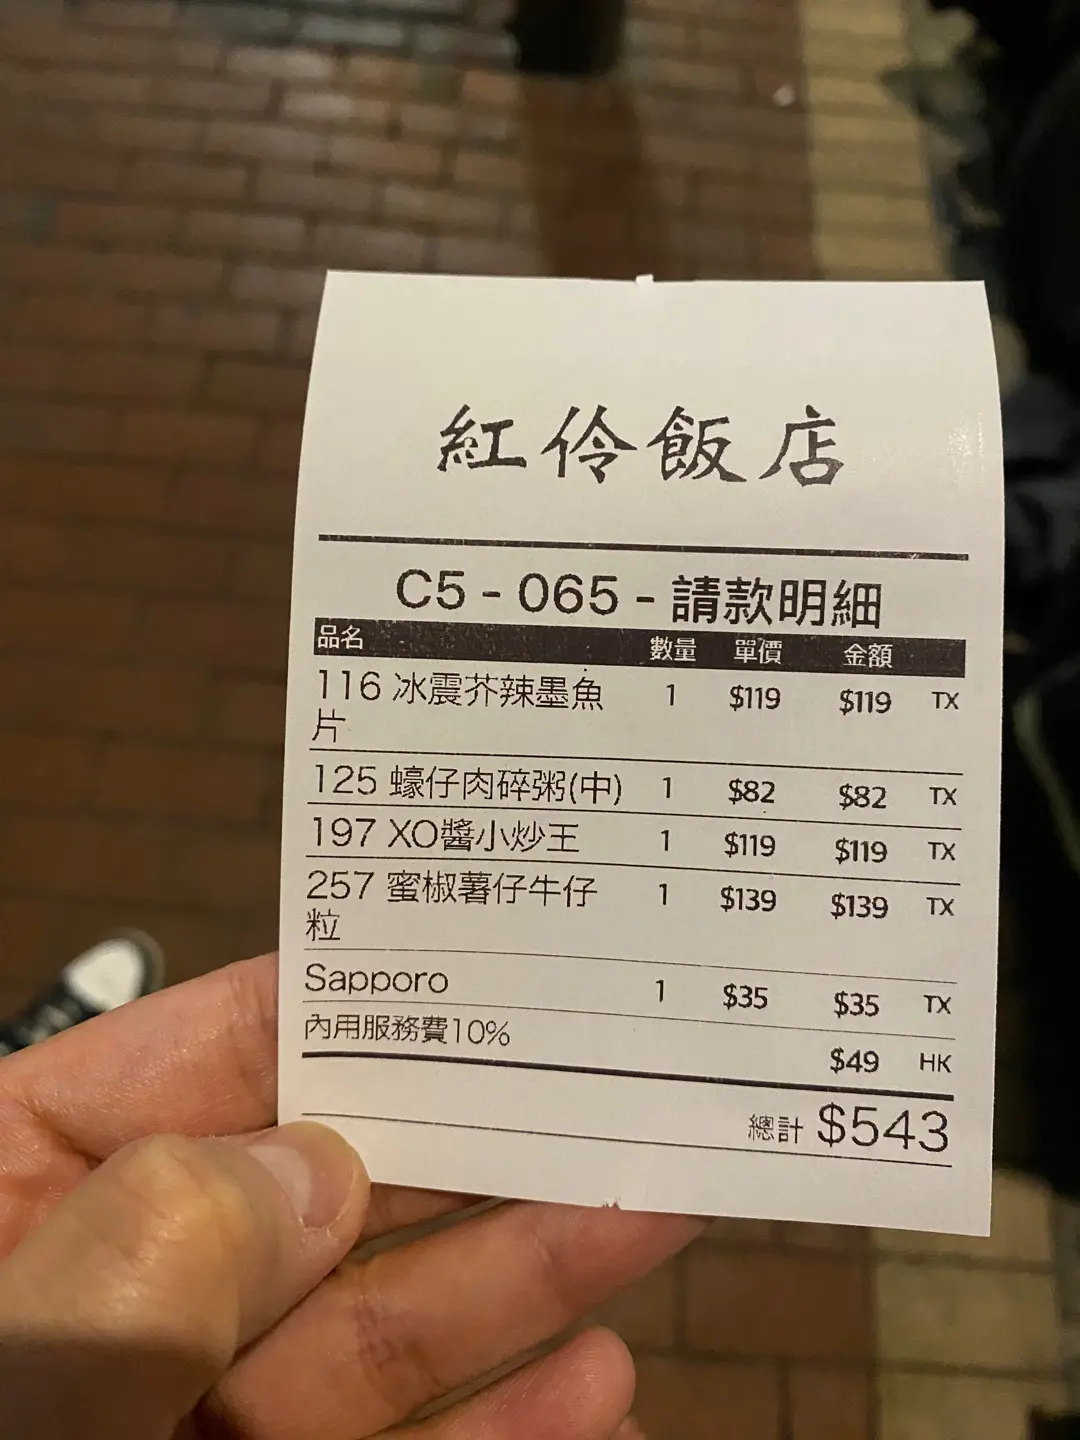 紅伶飯店
C5 - 065 - 請款明細
品名 數量 單價 金額
116 冰震芥辣墨魚 1 $119 $119 TX
片
125 蠔仔肉碎粥(中) 1 $82 $82 TX
197 XO醬小炒王 1 $119 $119 TX
257 蜜椒薯仔牛仔 1 $139 $139 TX
粒
Sapporo 1 $35 $35 TX
內用服務費10% $49 HK
總計 $543